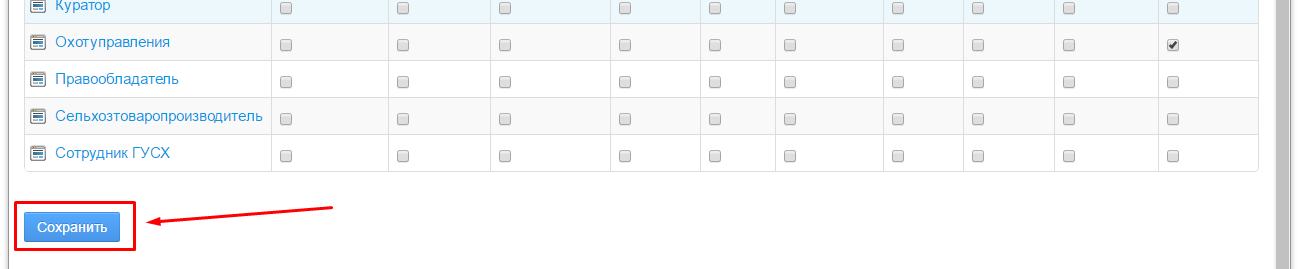 Куратор
Охотуправления
Правообладатель
Сельхозтоваропроизводитель
Сотрудник ГУСХ
Сохранить